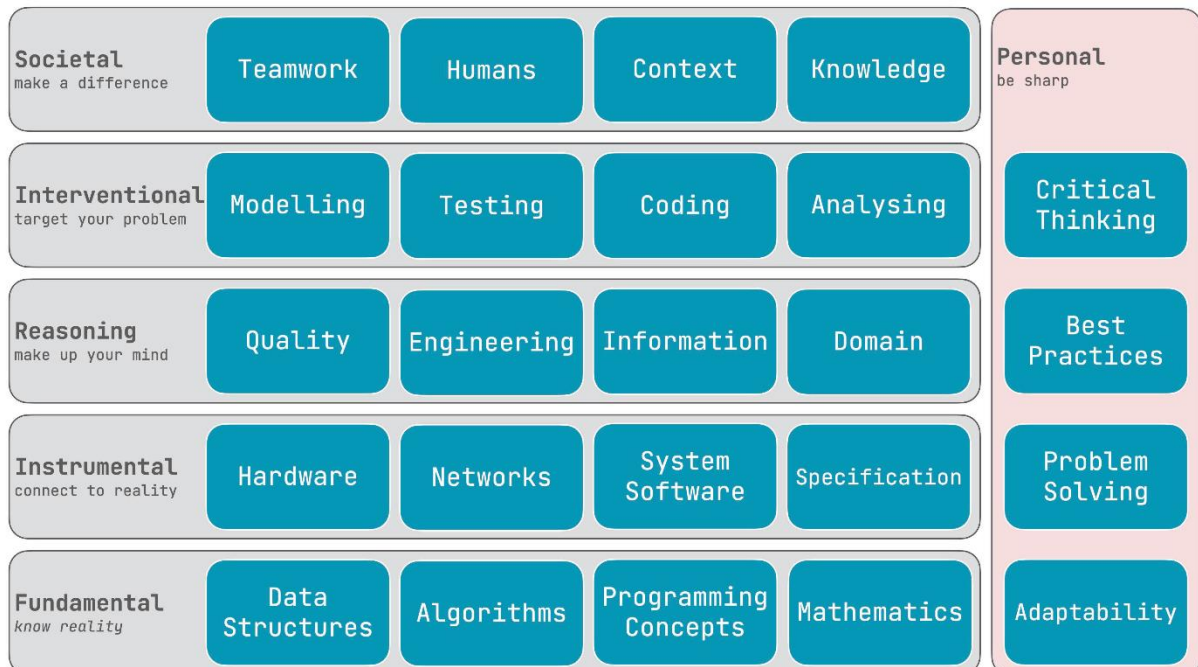 Societal
make a difference
Teamwork
Humans
Context
Knowledge
Interventional
target your problem
Modelling
Testing
Coding
Analysing
Reasoning
make up your mind
Quality
Engineering
Information
Domain
Instrumental
connect to reality
Hardware
Networks
System
Software
Specification
Fundamental
know reality
Data
Structures
Algorithms
Programming
Concepts
Mathematics
Personal
be sharp
Critical
Thinking
Best
Practices
Problem
Solving
Adaptability